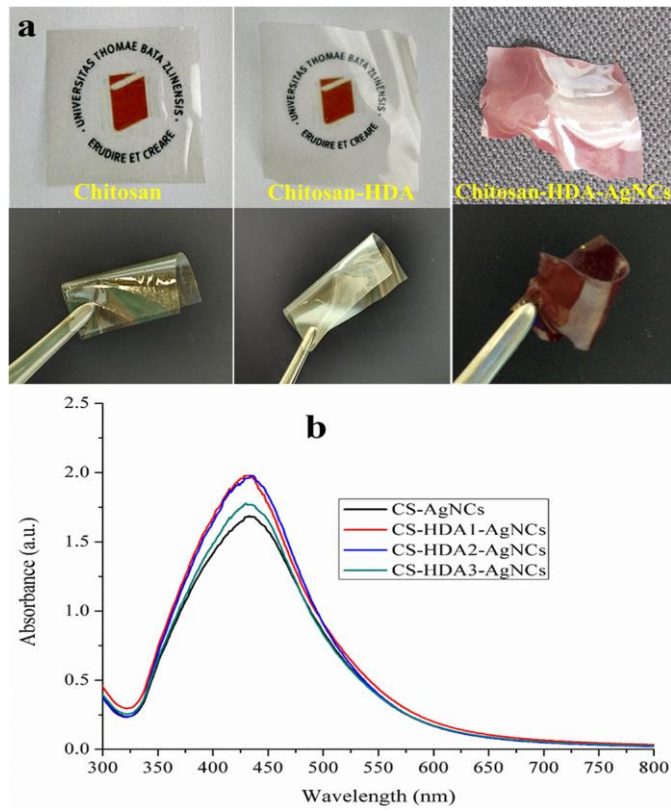 a
UNIVERSITAS THOMAE BATA ZLINENSIS
· ERUDIRE ET CREARE ·
Chitosan
UNIVERSITAS THOMAE BATA ZLINENSIS
· ERUDIRE ET CREARE ·
Chitosan-HDA
Chitosan-HDA-AgNCs
b
2.5
2.0
1.5
1.0
0.5
0.0
Absorbance (a.u.)
CS-AgNCs
CS-HDA1-AgNCs
CS-HDA2-AgNCs
CS-HDA3-AgNCs
300 350 400 450 500 550 600 650 700 750 800
Wavelength (nm)